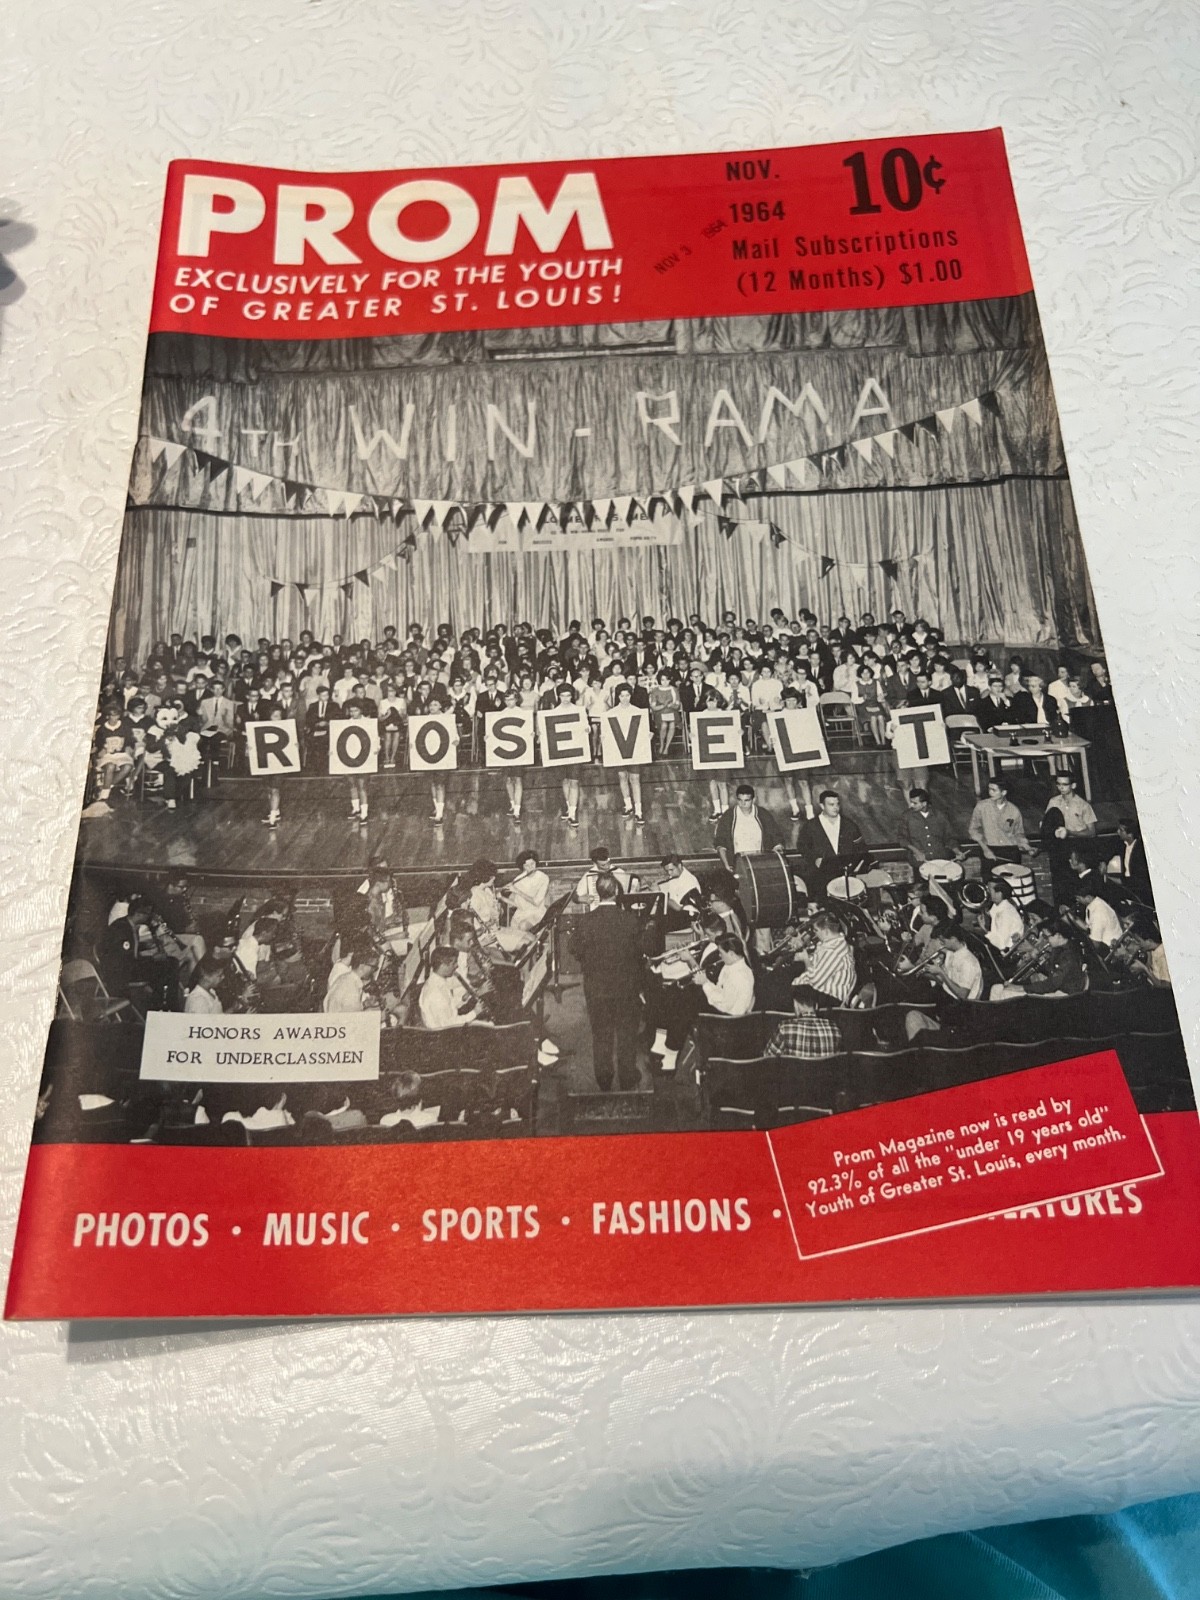 PROM
EXCLUSIVELY FOR THE YOUTH
OF GREATER ST. LOUIS!
NOV.
1964
10¢
Mail Subscriptions
(12 Months) $1.00
NOV 3 1964
4TH WIN-RAMA
ROOSEVELT
HONORS AWARDS
FOR UNDERCLASSMEN
Prom Magazine now is read by
92.3% of all the "under 19 years old"
Youth of Greater St. Louis, every month.
PHOTOS · MUSIC · SPORTS · FASHIONS ·